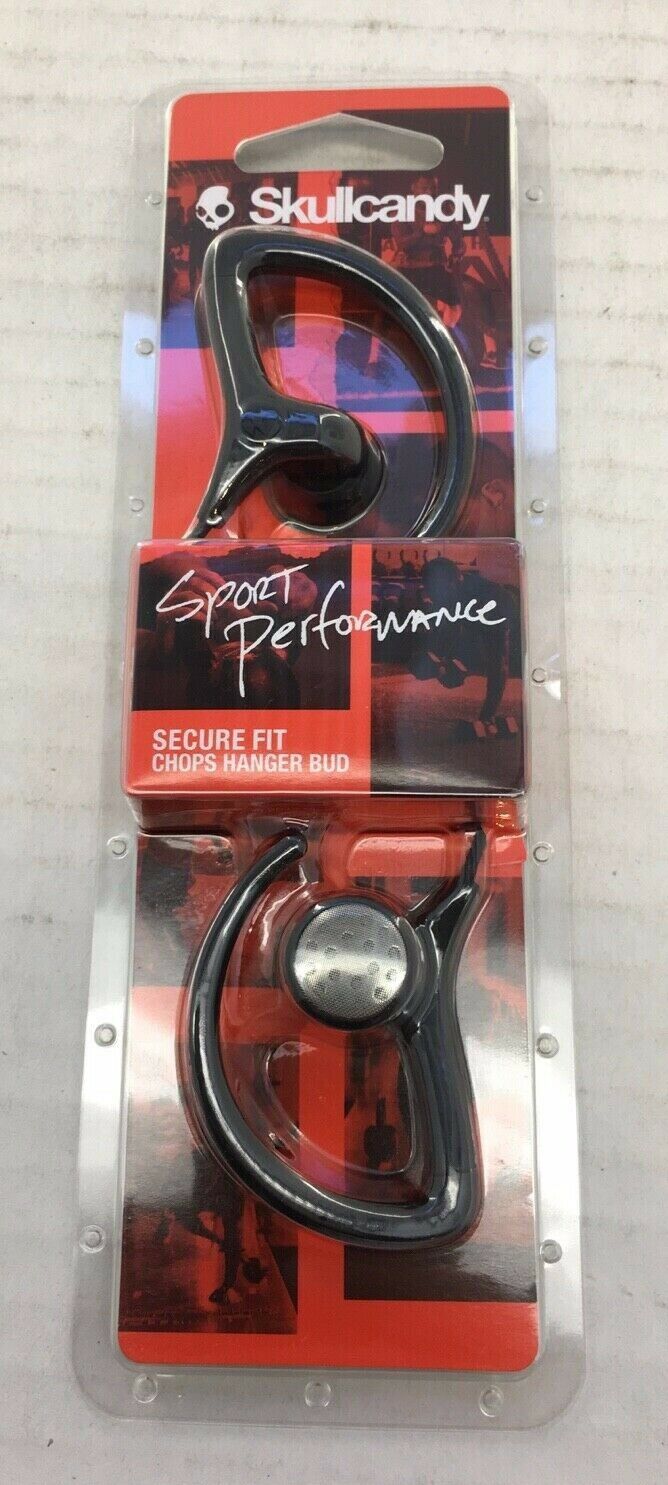 Skullcandy
SPORT
PERFORMANCE
SECURE FIT
CHOPS HANGER BUD